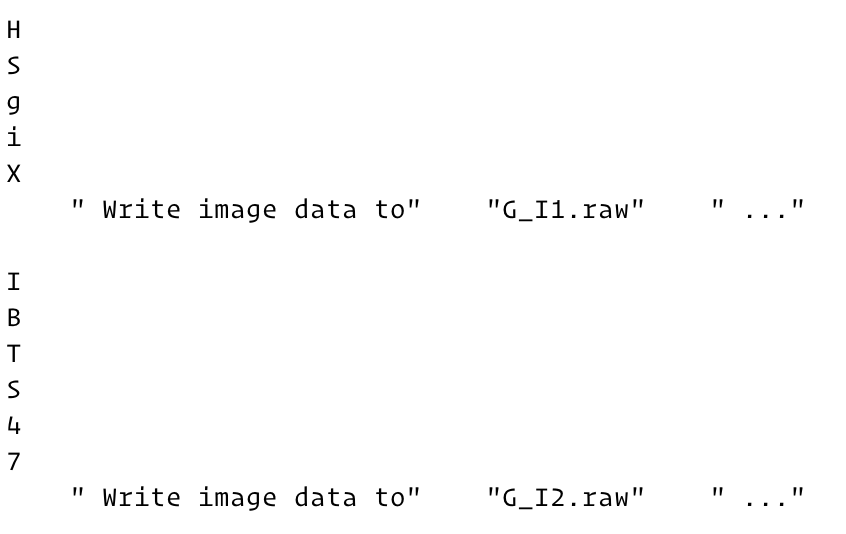 H
S
g
i
X
" Write image data to" "G_I1.raw" " ..."
I
B
T
S
4
7
" Write image data to" "G_I2.raw" " ..."